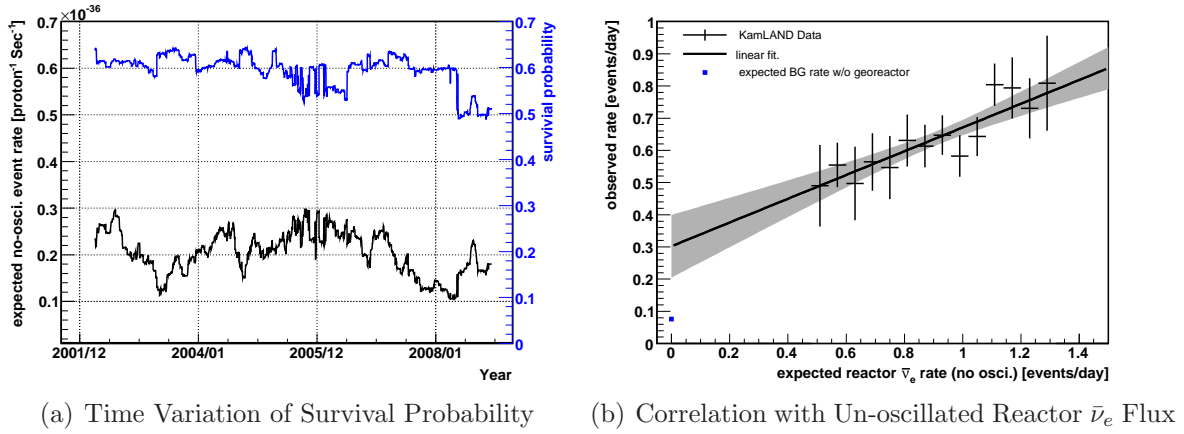 ×10⁻³⁶
0.7
0.6
0.5
0.4
0.3
0.2
0.1
expected no-osci. event rate [proton⁻¹ Sec⁻¹]
0.7
0.6
0.5
0.4
0.3
0.2
0.1
0
survivial probability
2001/12 2004/01 2005/12 2008/01
Year
(a) Time Variation of Survival Probability
1
0.9
0.8
0.7
0.6
0.5
0.4
0.3
0.2
0.1
0
observed rate [events/day]
KamLAND Data
linear fit.
expected BG rate w/o georeactor
0 0.2 0.4 0.6 0.8 1 1.2 1.4
expected reactor ν̄ₑ rate (no osci.) [events/day]
(b) Correlation with Un-oscillated Reactor ν̄ₑ Flux